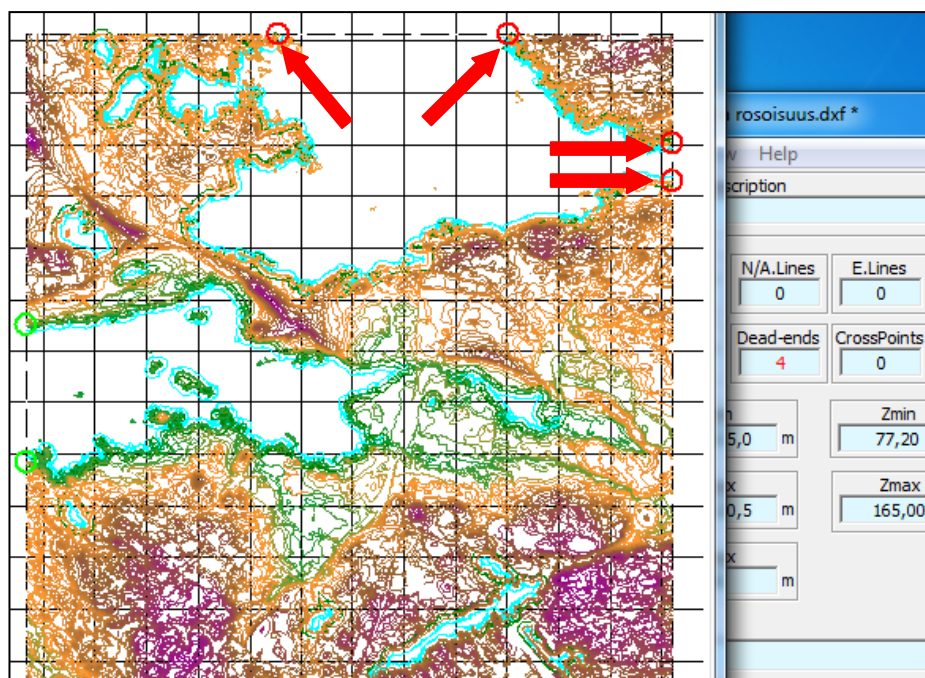 rosoisuus.dxf *
Help
scription
N/A.Lines E.Lines
0 0
Dead-ends CrossPoints
4 0
Zmin
5,0 m 77,20
Zmax
0,5 m 165,00
m